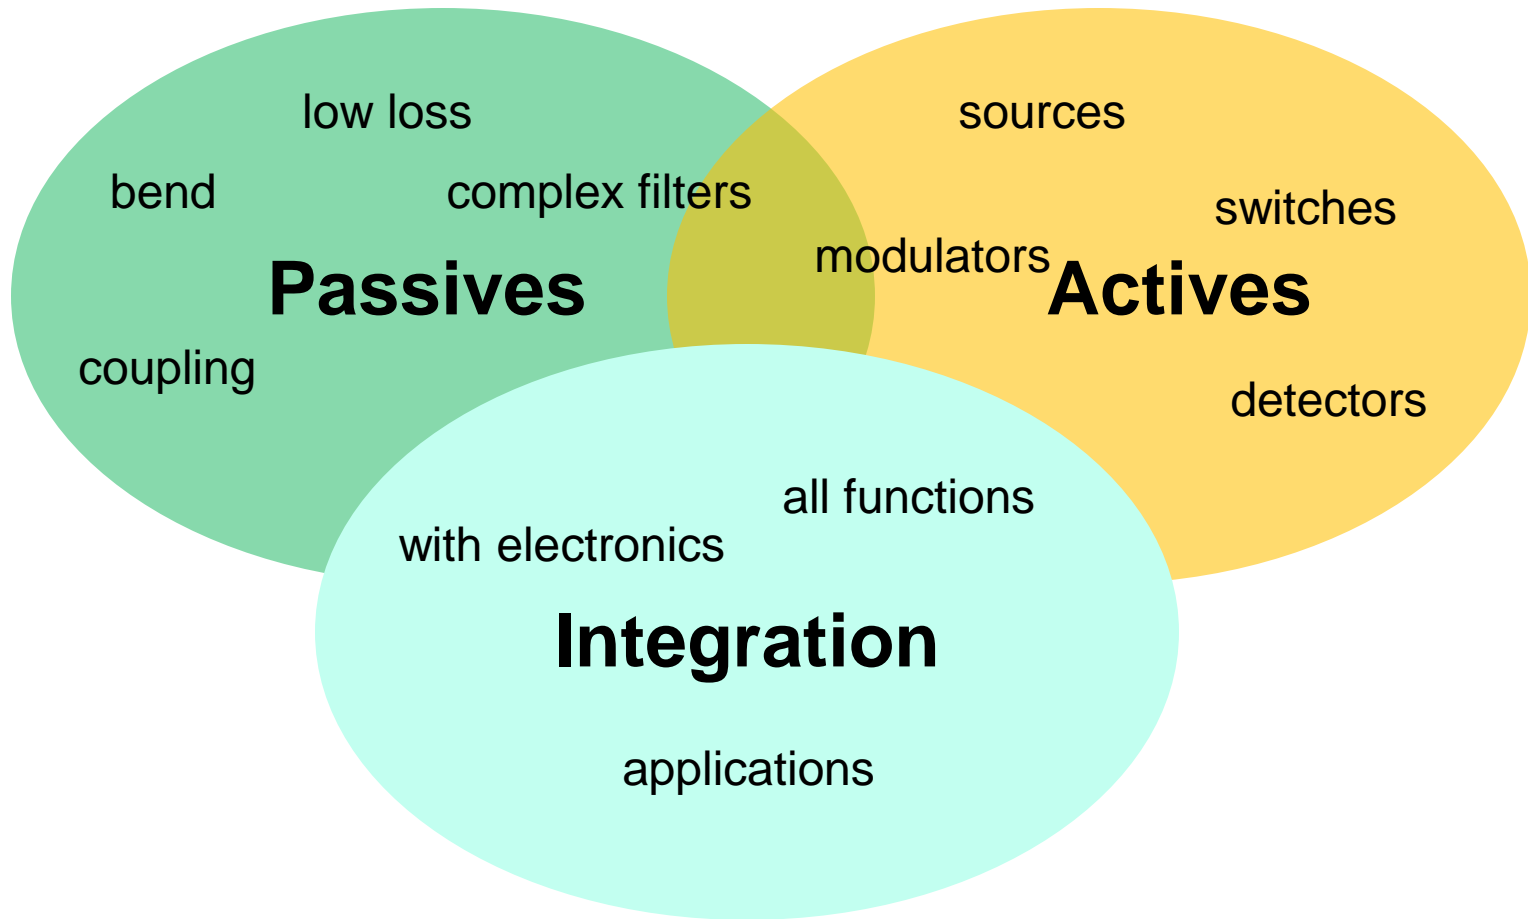 low loss
sources
bend
complex filters
switches
modulators
Passives
Actives
coupling
detectors
all functions
with electronics
Integration
applications